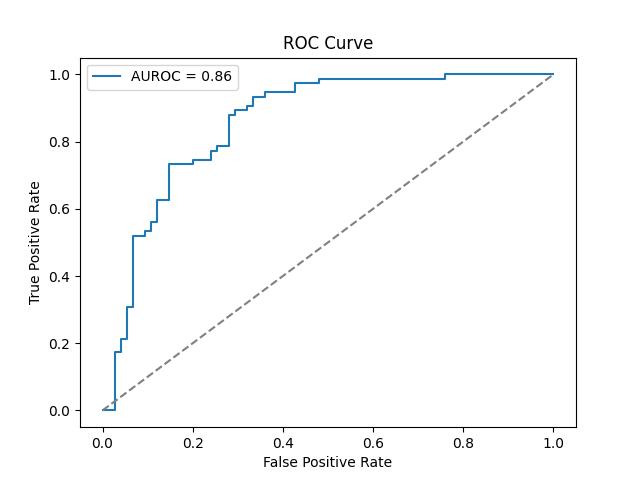 ROC Curve
AUROC = 0.86
True Positive Rate
1.0
0.8
0.6
0.4
0.2
0.0
0.0 0.2 0.4 0.6 0.8 1.0
False Positive Rate